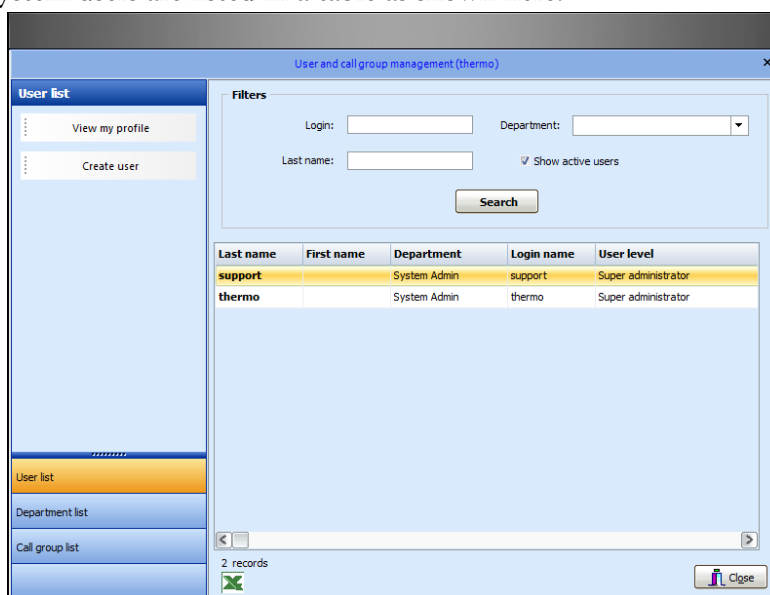 User and call group management (thermo)
User list
View my profile
Create user
Filters
Login:
Department:
Last name:
Show active users
Search
Last name First name Department Login name User level
support System Admin support Super administrator
thermo System Admin thermo Super administrator
User list
Department list
Call group list
2 records
Close